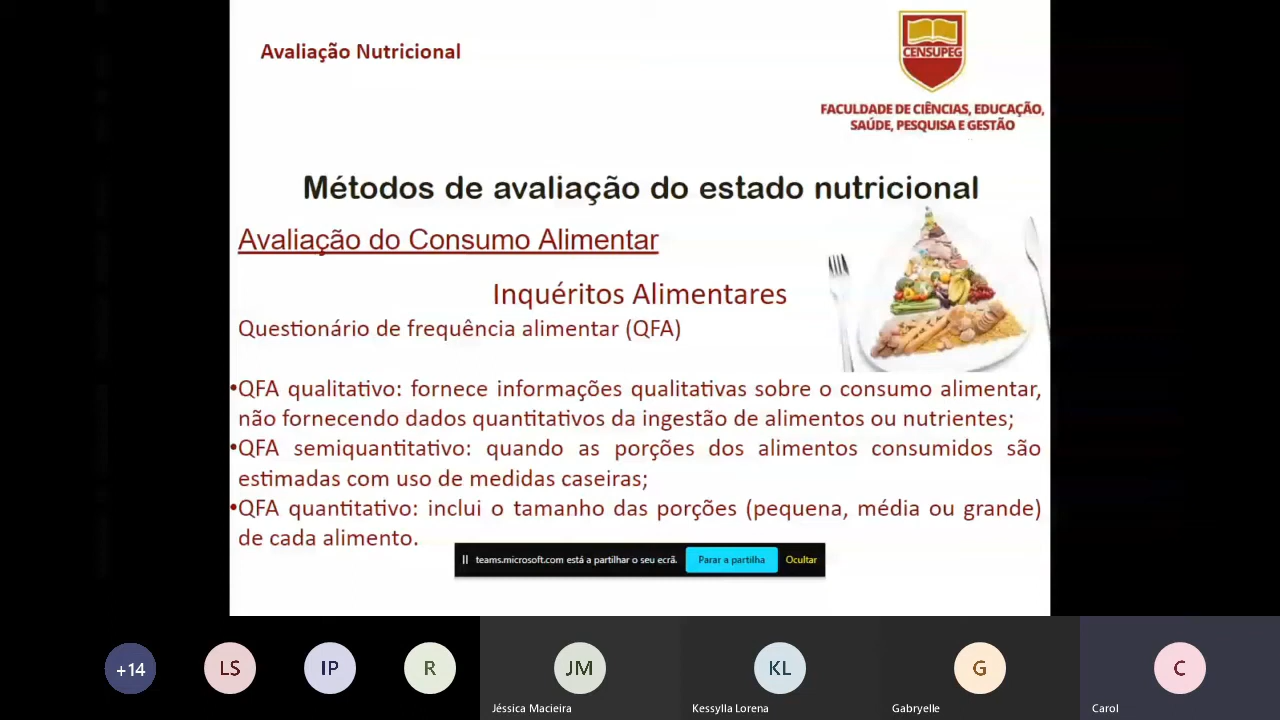 Avaliação Nutricional
CENSUPEG
FACULDADE DE CIÊNCIAS, EDUCAÇÃO,
SAÚDE, PESQUISA E GESTÃO
Métodos de avaliação do estado nutricional
Avaliação do Consumo Alimentar
Inquéritos Alimentares
Questionário de frequência alimentar (QFA)
•QFA qualitativo: fornece informações qualitativas sobre o consumo alimentar,
não fornecendo dados quantitativos da ingestão de alimentos ou nutrientes;
•QFA semiquantitativo: quando as porções dos alimentos consumidos são
estimadas com uso de medidas caseiras;
•QFA quantitativo: inclui o tamanho das porções (pequena, média ou grande)
de cada alimento.
teams.microsoft.com está a partilhar o seu ecrã. Parar a partilha Ocultar
+14 LS IP R JM KL G C
Jéssica Macieira Kessylla Lorena Gabryelle Carol